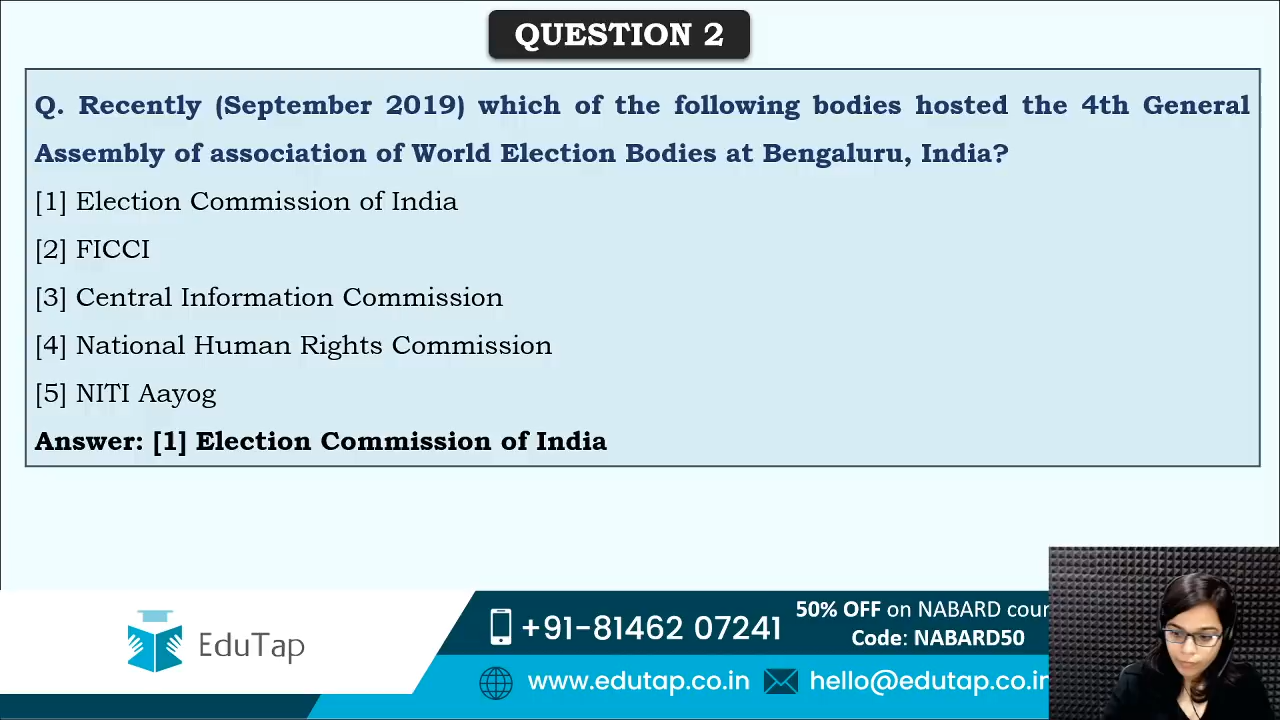 QUESTION 2
Q. Recently (September 2019) which of the following bodies hosted the 4th General
Assembly of association of World Election Bodies at Bengaluru, India?
[1] Election Commission of India
[2] FICCI
[3] Central Information Commission
[4] National Human Rights Commission
[5] NITI Aayog
Answer: [1] Election Commission of India
EduTap
+91-81462 07241
50% OFF on NABARD cour
Code: NABARD50
www.edutap.co.in
hello@edutap.co.in